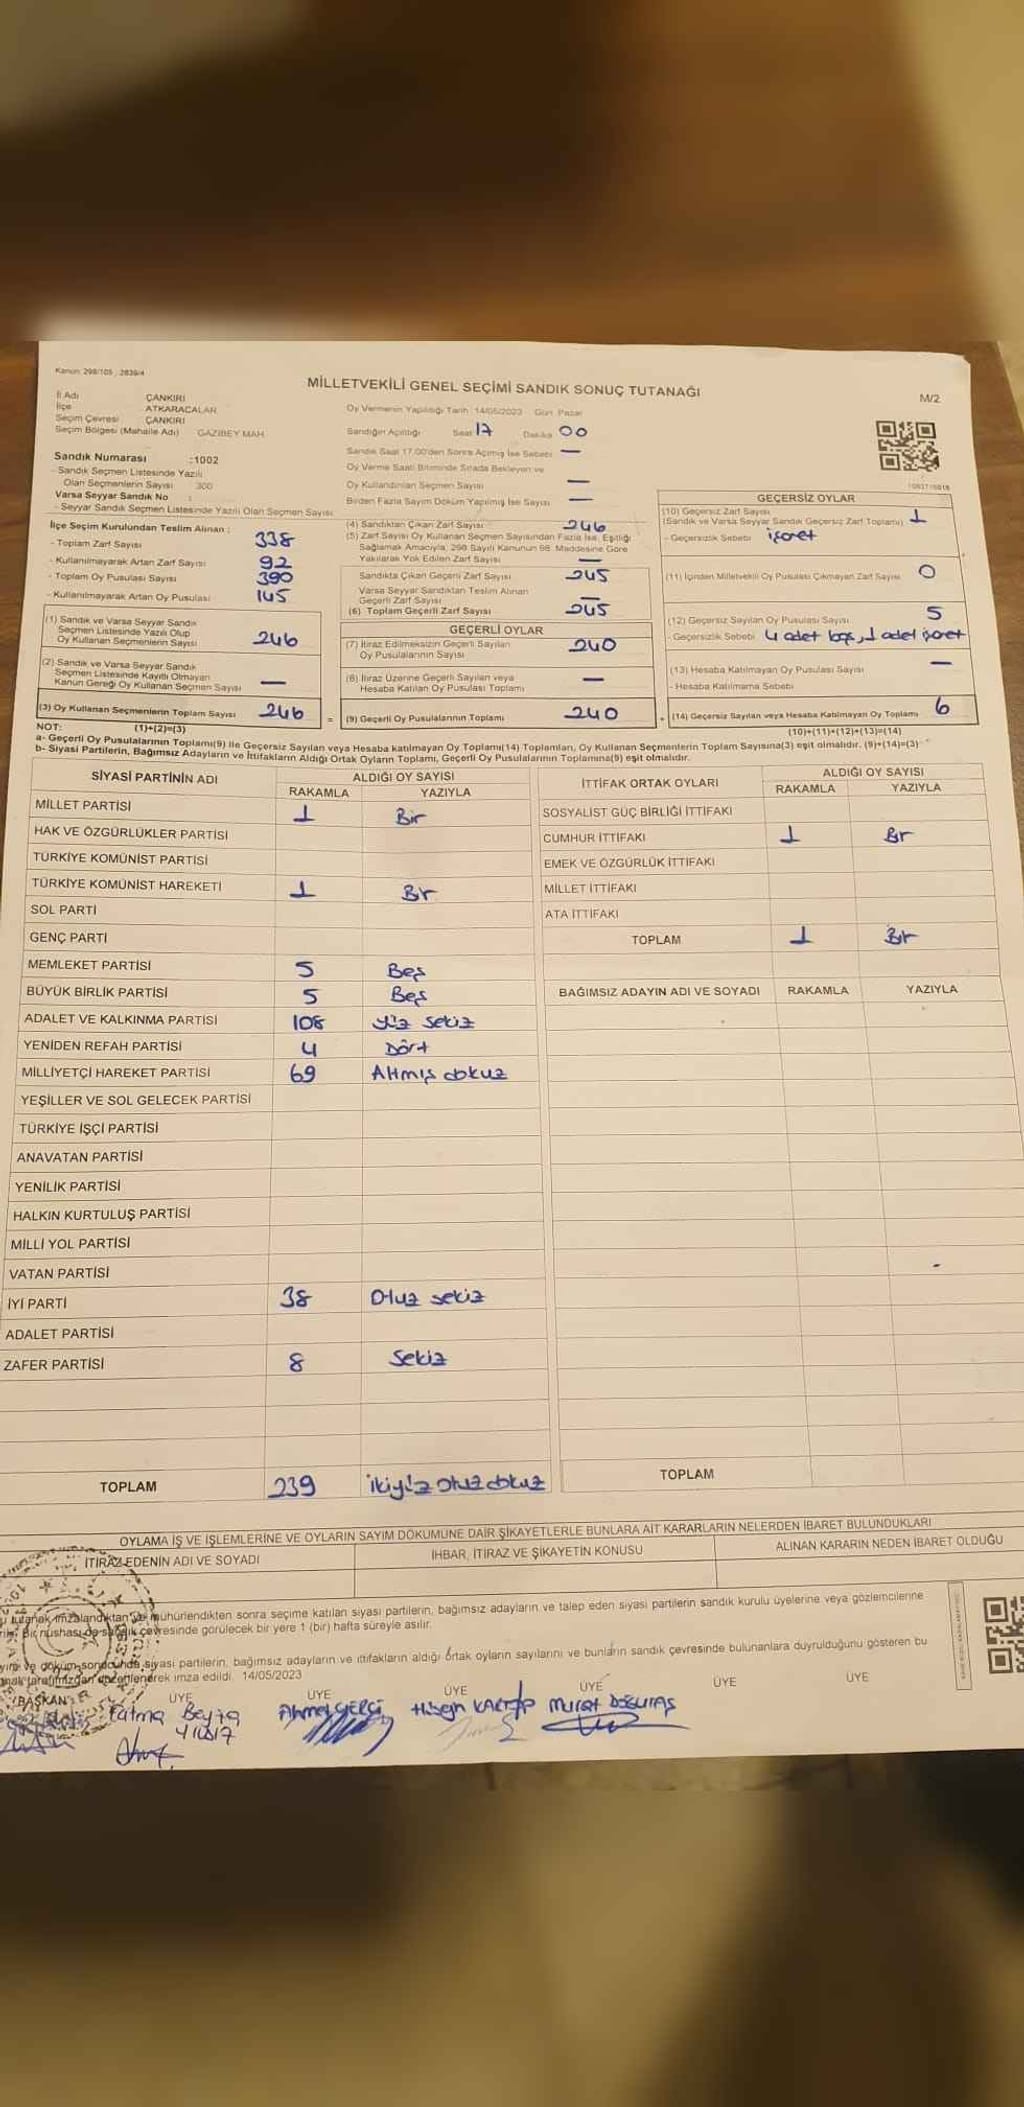 Kanun: 298/105 , 2839/4
MİLLETVEKİLİ GENEL SEÇİMİ SANDIK SONUÇ TUTANAĞI
M/2
İl Adı ÇANKIRI
İlçe ATKARACALAR
Seçim Çevresi ÇANKIRI
Seçim Bölgesi (Mahalle Adı) GAZİBEY MAH.
Oy Vermenin Yapıldığı Tarih : 14/05/2023 Gün Pazar
Sandığın Açıldığı Saat 17 Dakika 00
Sandık Saat 17.00'den Sonra Açılmış İse Sebebi —
Oy Verme Saati Bitiminde Sırada Bekleyen ve
Oy Kullandırılan Seçmen Sayısı —
Birden Fazla Sayım Döküm Yapılmış İse Sayısı —
Sandık Numarası :1002
- Sandık Seçmen Listesinde Yazılı
Olan Seçmenlerin Sayısı 300
Varsa Seyyar Sandık No :
- Seyyar Sandık Seçmen Listesinde Yazılı Olan Seçmen Sayısı
İlçe Seçim Kurulundan Teslim Alınan :
- Toplam Zarf Sayısı 338
- Kullanılmayarak Artan Zarf Sayısı 92
- Toplam Oy Pusulası Sayısı 390
- Kullanılmayarak Artan Oy Pusulası 145
(1) Sandık ve Varsa Seyyar Sandık
Seçmen Listesinde Yazılı Olup
Oy Kullanan Seçmenlerin Sayısı 246
(2) Sandık ve Varsa Seyyar Sandık
Seçmen Listesinde Kayıtlı Olmayan
Kanun Gereği Oy Kullanan Seçmen Sayısı —
(3) Oy Kullanan Seçmenlerin Toplam Sayısı 246
(1)+(2)=(3)
(4) Sandıktan Çıkan Zarf Sayısı 246
(5) Zarf Sayısı Oy Kullanan Seçmen Sayısından Fazla İse, Eşitliği
Sağlamak Amacıyla, 298 Sayılı Kanunun 98. Maddesine Göre
Yakılarak Yok Edilen Zarf Sayısı —
Sandıkta Çıkan Geçerli Zarf Sayısı 245
Varsa Seyyar Sandıktan Teslim Alınan
Geçerli Zarf Sayısı —
(6) Toplam Geçerli Zarf Sayısı 245
GEÇERLİ OYLAR
(7) İtiraz Edilmeksizin Geçerli Sayılan
Oy Pusulalarının Sayısı 240
(8) İtiraz Üzerine Geçerli Sayılan veya
Hesaba Katılan Oy Pusulası Toplamı —
= (9) Geçerli Oy Pusulalarının Toplamı 240
GEÇERSİZ OYLAR
(10) Geçersiz Zarf Sayısı
(Sandık ve Varsa Seyyar Sandık Geçersiz Zarf Toplamı) 1
- Geçersizlik Sebebi işaret
(11) İçinden Milletvekili Oy Pusulası Çıkmayan Zarf Sayısı 0
(12) Geçersiz Sayılan Oy Pusulası Sayısı 5
- Geçersizlik Sebebi 4 adet boş, 1 adet işaret
(13) Hesaba Katılmayan Oy Pusulası Sayısı —
- Hesaba Katılmama Sebebi
+ (14) Geçersiz Sayılan veya Hesaba Katılmayan Oy Toplamı 6
(10)+(11)+(12)+(13)=(14)
NOT:
a- Geçerli Oy Pusulalarının Toplamı(9) ile Geçersiz Sayılan veya Hesaba katılmayan Oy Toplamı(14) Toplamları, Oy Kullanan Seçmenlerin Toplam Sayısına(3) eşit olmalıdır. (9)+(14)=(3)
b- Siyasi Partilerin, Bağımsız Adayların ve İttifakların Aldığı Ortak Oyların Toplamı, Geçerli Oy Pusulalarının Toplamına(9) eşit olmalıdır.
SİYASİ PARTİNİN ADI ALDIĞI OY SAYISI
RAKAMLA YAZIYLA
MİLLET PARTİSİ 1 Bir
HAK VE ÖZGÜRLÜKLER PARTİSİ
TÜRKİYE KOMÜNİST PARTİSİ
TÜRKİYE KOMÜNİST HAREKETİ 1 Bir
SOL PARTİ
GENÇ PARTİ
MEMLEKET PARTİSİ 5 Beş
BÜYÜK BİRLİK PARTİSİ 5 Beş
ADALET VE KALKINMA PARTİSİ 108 Yüz sekiz
YENİDEN REFAH PARTİSİ 4 Dört
MİLLİYETÇİ HAREKET PARTİSİ 69 Altmış dokuz
YEŞİLLER VE SOL GELECEK PARTİSİ
TÜRKİYE İŞÇİ PARTİSİ
ANAVATAN PARTİSİ
YENİLİK PARTİSİ
HALKIN KURTULUŞ PARTİSİ
MİLLİ YOL PARTİSİ
VATAN PARTİSİ
İYİ PARTİ 38 Otuz sekiz
ADALET PARTİSİ
ZAFER PARTİSİ 8 Sekiz
TOPLAM 239 ikiyüz otuz dokuz
İTTİFAK ORTAK OYLARI ALDIĞI OY SAYISI
RAKAMLA YAZIYLA
SOSYALİST GÜÇ BİRLİĞİ İTTİFAKI
CUMHUR İTTİFAKI 1 Bir
EMEK VE ÖZGÜRLÜK İTTİFAKI
MİLLET İTTİFAKI
ATA İTTİFAKI
TOPLAM 1 Bir
BAĞIMSIZ ADAYIN ADI VE SOYADI RAKAMLA YAZIYLA
TOPLAM
OYLAMA İŞ VE İŞLEMLERİNE VE OYLARIN SAYIM DÖKÜMÜNE DAİR ŞİKAYETLERLE BUNLARA AİT KARARLARIN NELERDEN İBARET BULUNDUKLARI
İTİRAZ EDENİN ADI VE SOYADI İHBAR, İTİRAZ VE ŞİKAYETİN KONUSU ALINAN KARARIN NEDEN İBARET OLDUĞU
tutanak imzalandıktan ve mühürlendikten sonra seçime katılan siyasi partilerin, bağımsız adayların ve talep eden siyasi partilerin sandık kurulu üyelerine veya gözlemcilerine
Bir nüshası da sandık çevresinde görülecek bir yere 1 (bir) hafta süreyle asılır.
ve döküm sonucunda siyasi partilerin, bağımsız adayların ve ittifakların aldığı ortak oyların sayılarını ve bunların sandık çevresinde bulunanlara duyrulduğunu gösteren bu
tarafımızdan düzenlenerek imza edildi. 14/05/2023
BAŞKAN ÜYE ÜYE ÜYE ÜYE ÜYE ÜYE
Fatma Beyza Ahmet Hüseyin Murat